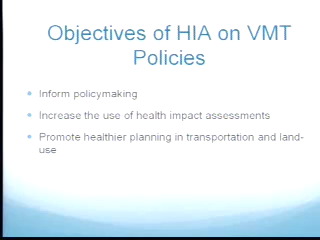 Objectives of HIA on VMT
Policies
Inform policymaking
Increase the use of health impact assessments
Promote healthier planning in transportation and land-
use